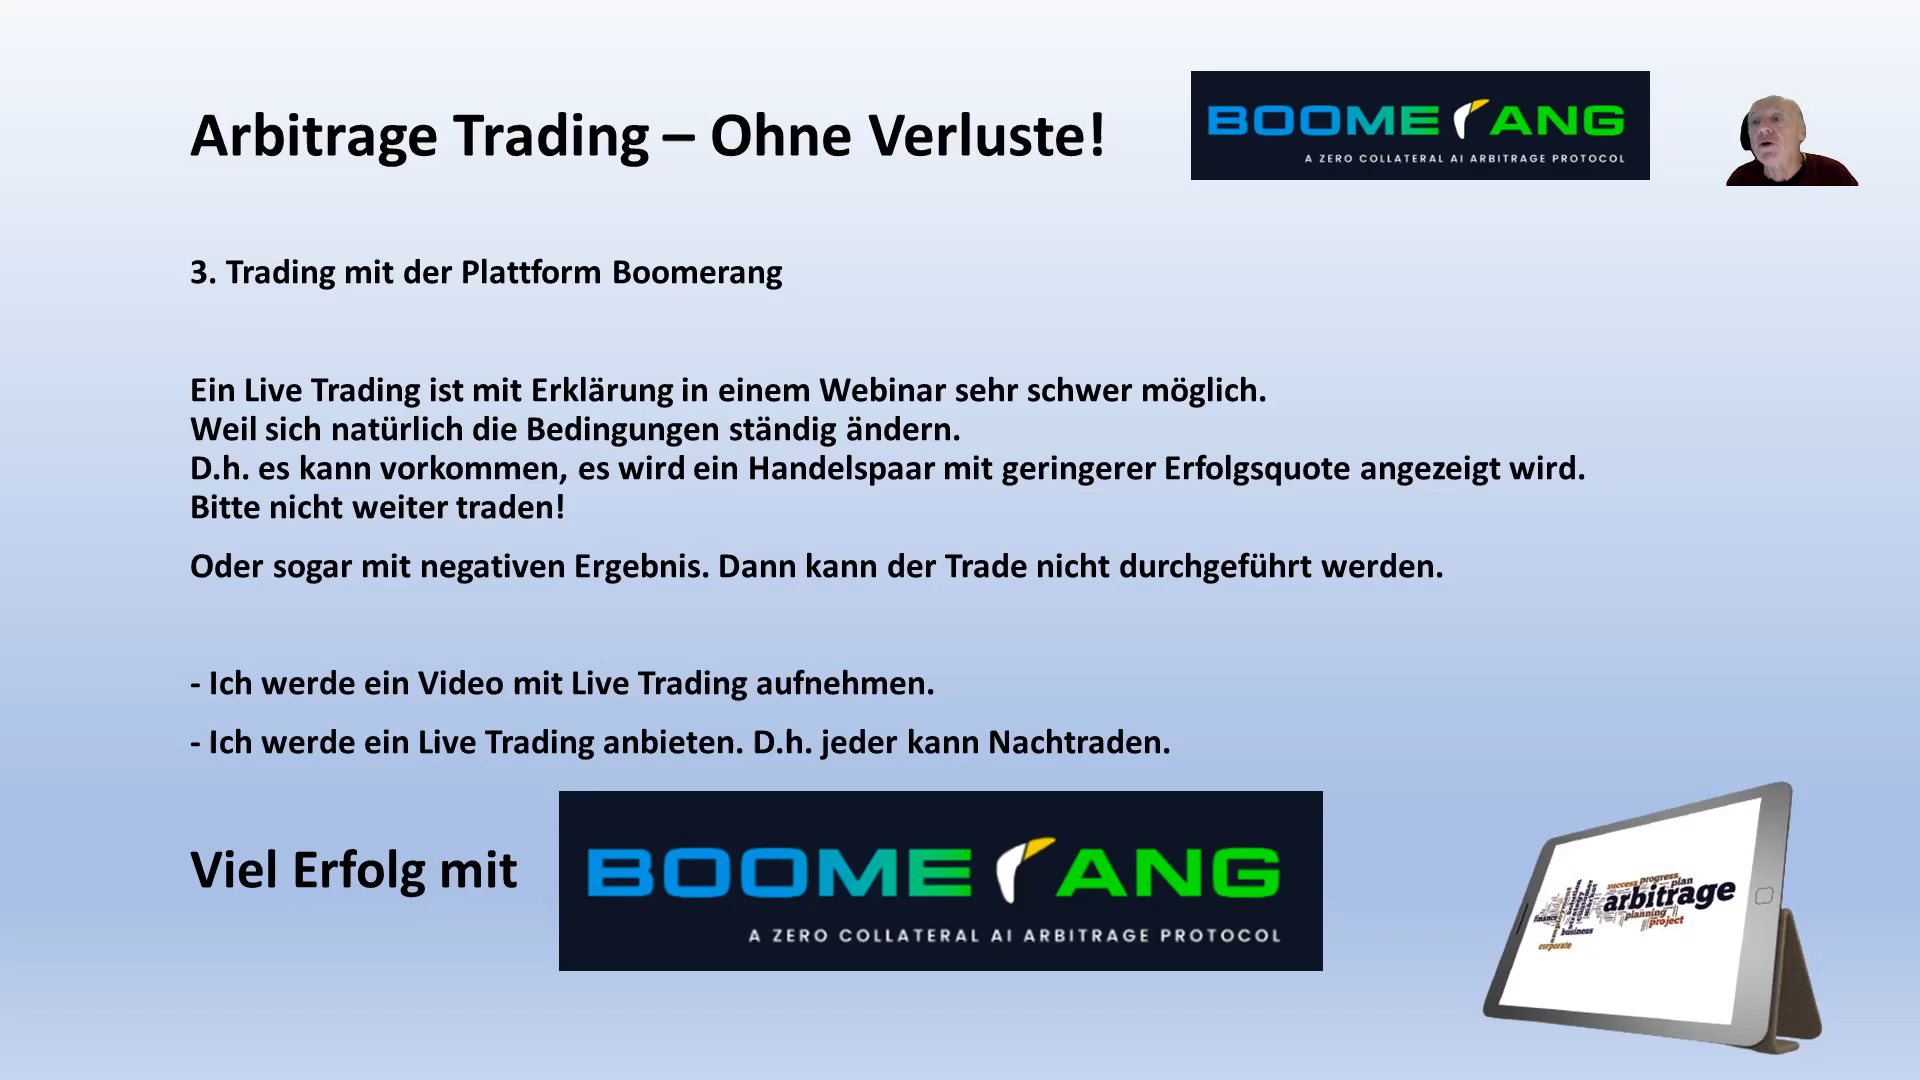 Arbitrage Trading – Ohne Verluste!
BOOMERANG
A ZERO COLLATERAL AI ARBITRAGE PROTOCOL
3. Trading mit der Plattform Boomerang
Ein Live Trading ist mit Erklärung in einem Webinar sehr schwer möglich.
Weil sich natürlich die Bedingungen ständig ändern.
D.h. es kann vorkommen, es wird ein Handelspaar mit geringerer Erfolgsquote angezeigt wird.
Bitte nicht weiter traden!
Oder sogar mit negativen Ergebnis. Dann kann der Trade nicht durchgeführt werden.
- Ich werde ein Video mit Live Trading aufnehmen.
- Ich werde ein Live Trading anbieten. D.h. jeder kann Nachtraden.
Viel Erfolg mit
BOOMERANG
A ZERO COLLATERAL AI ARBITRAGE PROTOCOL
success progress plan
arbitrage
finance
planning
project
business
corporate